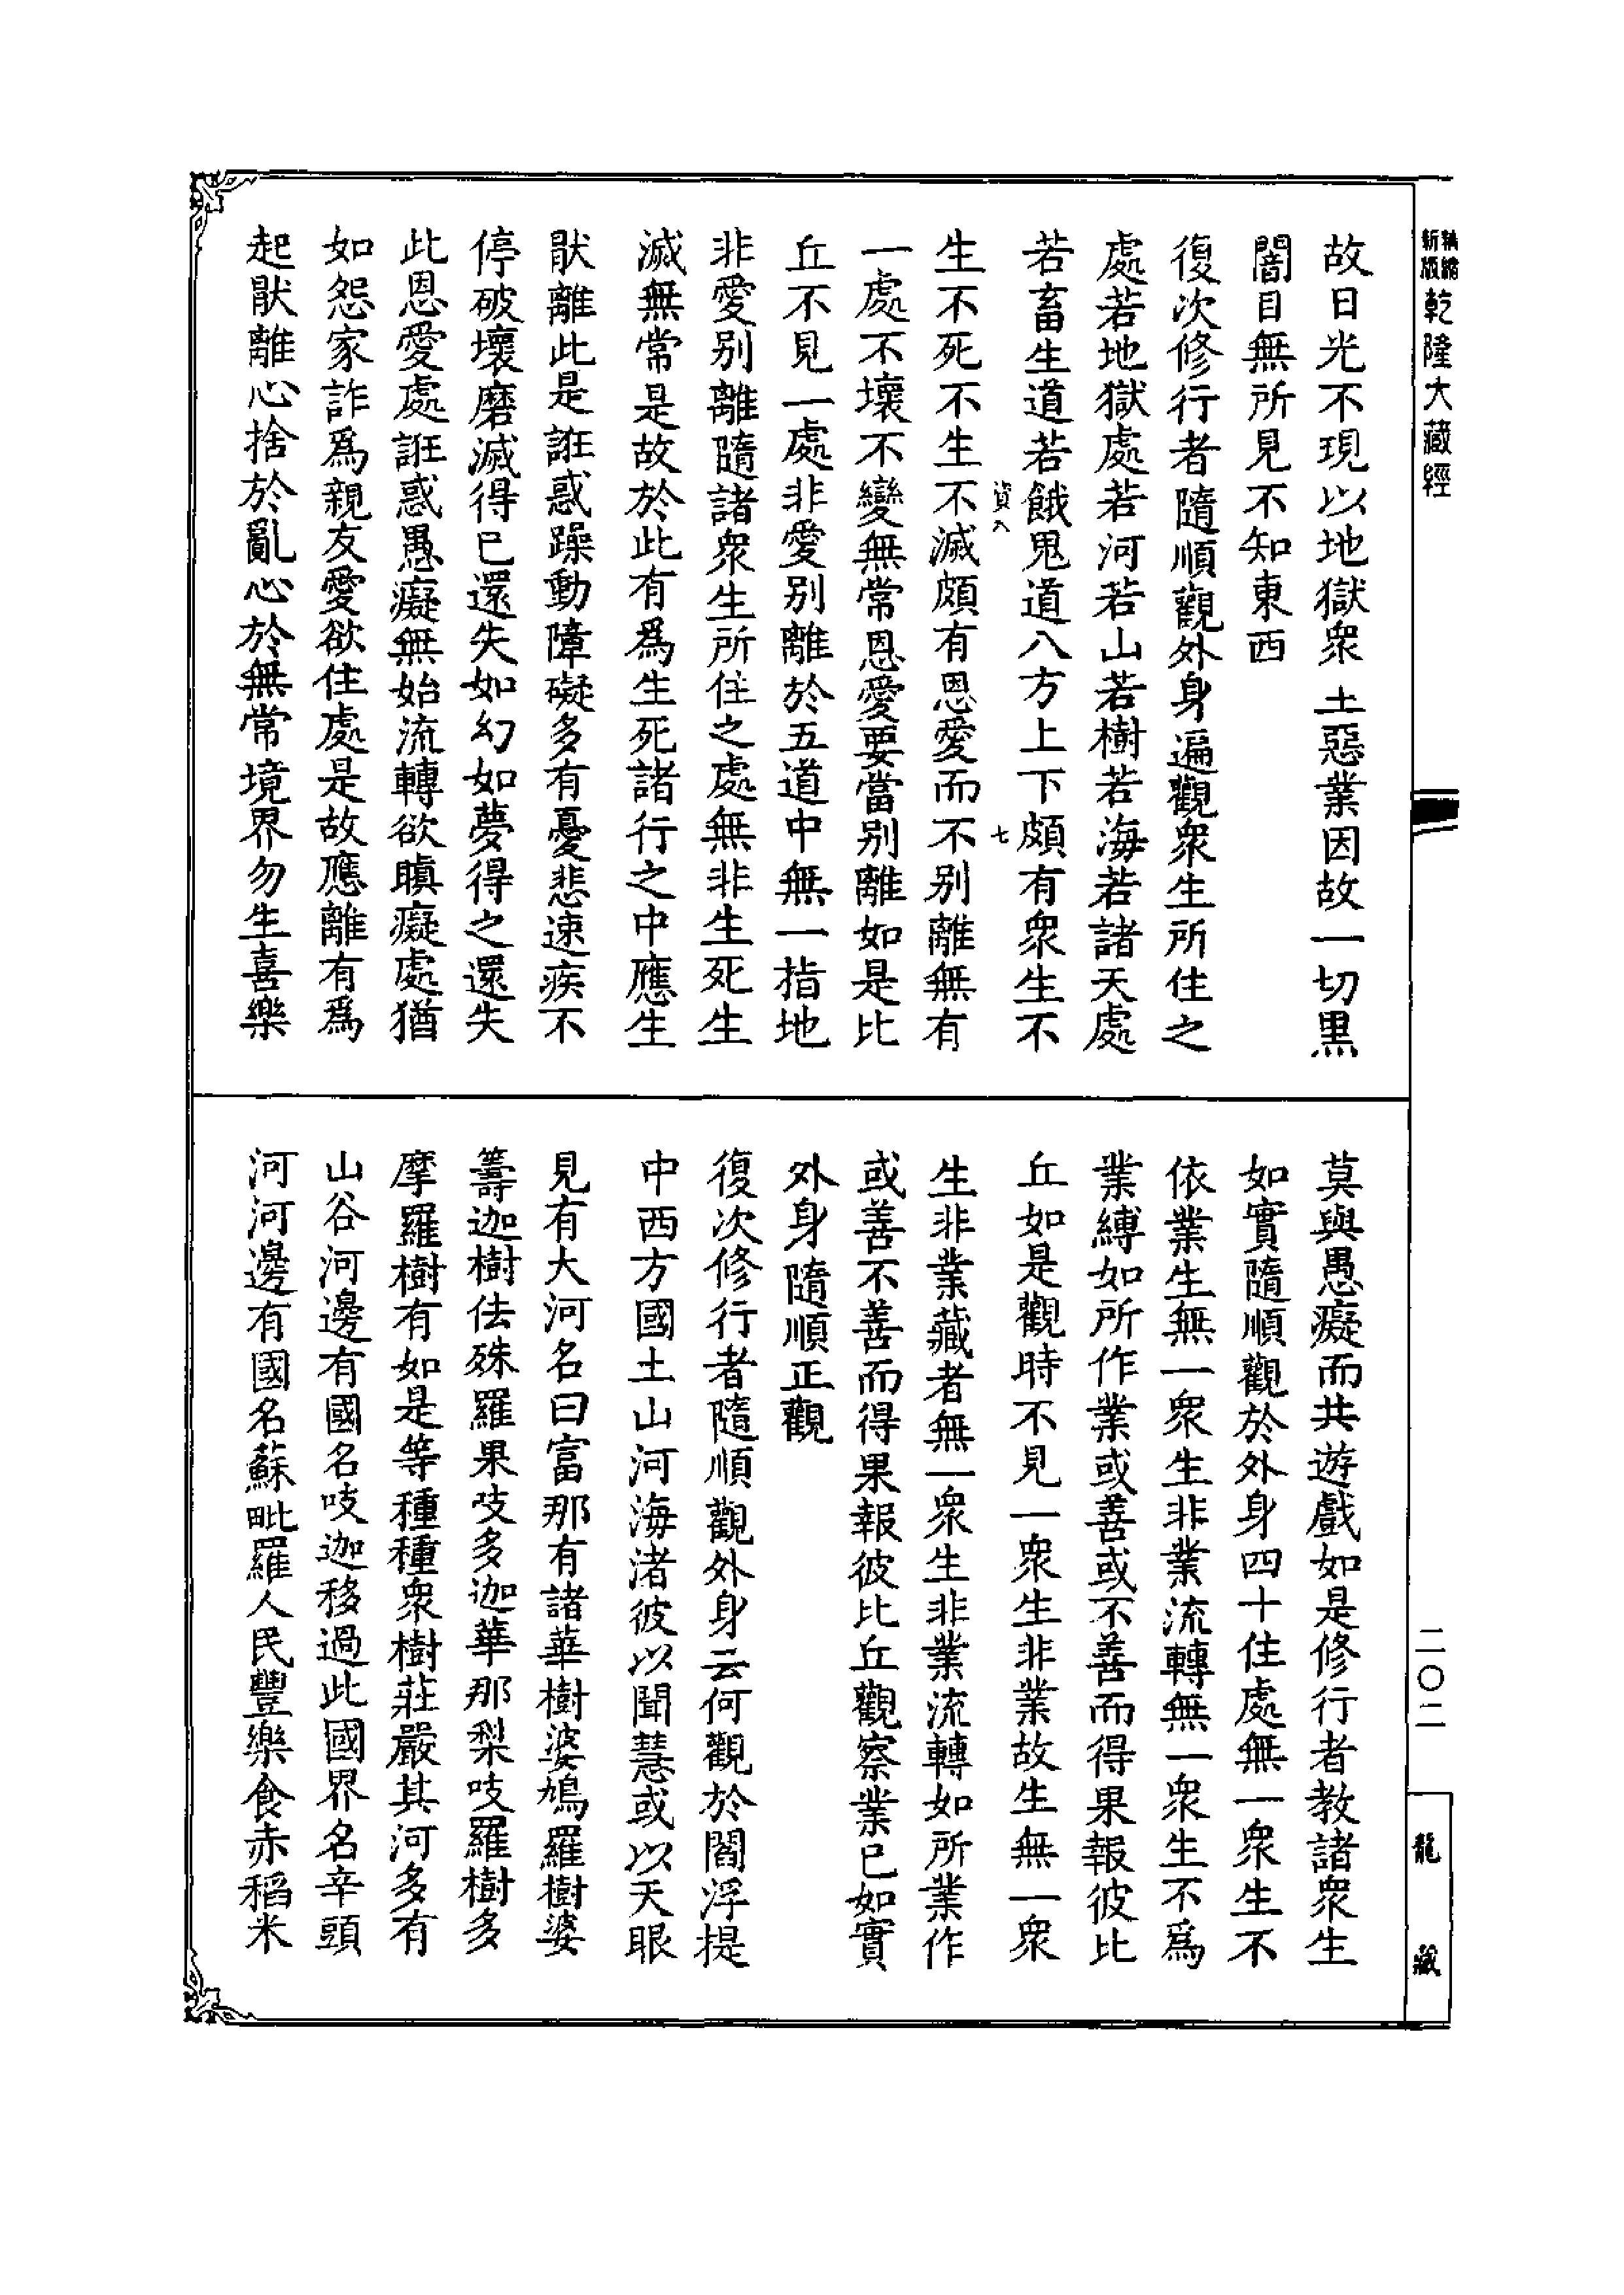 新版
乾隆大藏經
故日光不現以地獄衆 土惡業因故一切黑
闇目無所見不知東西
復次修行者隨順觀外身遍觀衆生所住之
處若地獄處若河若山若樹若海若諸天處
若畜生道若餓鬼道八方上下頗有衆生不
資八 七
生不死不生不滅頗有恩愛而不别離無有
一處不壞不變無常恩愛要當别離如是比
丘不見一處非愛别離於五道中無一指地
非愛别離隨諸衆生所住之處無非生死生
滅無常是故於此有爲生死諸行之中應生
猒離此是誑惑躁動障礙多有憂悲速疾不
停破壞磨滅得已還失如幻如夢得之還失
此恩愛處誑惑愚癡無始流轉欲瞋癡處猶
如怨家詐爲親友愛欲住處是故應離有爲
起猒離心捨於亂心於無常境界勿生喜樂
莫與愚癡而共遊戲如是修行者教諸衆生
如實隨順觀於外身四十住處無一衆生不
依業生無一衆生非業流轉無一衆生不爲
業縛如所作業或善或不善而得果報彼比
丘如是觀時不見一衆生非業故生無一衆
生非業藏者無一衆生非業流轉如所業作
或善不善而得果報彼比丘觀察業已如實
外身隨順正觀
復次修行者隨順觀外身云何觀於閻浮提
中西方國土山河海渚彼以聞慧或以天眼
見有大河名曰富那有諸華樹婆鳩羅樹婆
籌迦樹佉殊羅果吱多迦華那梨吱羅樹多
摩羅樹有如是等種種衆樹莊嚴其河多有
山谷河邊有國名吱迦移過此國界名辛頭
河河邊有國名蘇毗羅人民豐樂食赤稻米
二〇二
龍藏